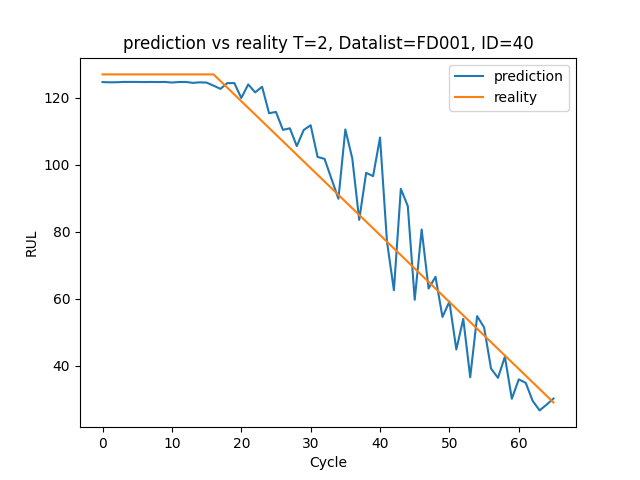 prediction vs reality T=2, Datalist=FD001, ID=40
prediction
reality
120
100
80
60
40
RUL
0 10 20 30 40 50 60
Cycle